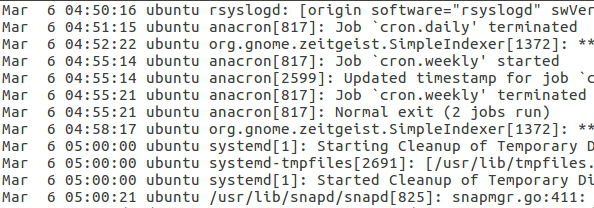 Mar  6 04:50:16 ubuntu rsyslogd: [origin software="rsyslogd" swVer
Mar  6 04:51:15 ubuntu anacron[817]: Job `cron.daily' terminated
Mar  6 04:52:22 ubuntu org.gnome.zeitgeist.SimpleIndexer[1372]: **
Mar  6 04:55:14 ubuntu anacron[817]: Job `cron.weekly' started
Mar  6 04:55:14 ubuntu anacron[2599]: Updated timestamp for job `c
Mar  6 04:55:21 ubuntu anacron[817]: Job `cron.weekly' terminated
Mar  6 04:55:21 ubuntu anacron[817]: Normal exit (2 jobs run)
Mar  6 04:58:17 ubuntu org.gnome.zeitgeist.SimpleIndexer[1372]: **
Mar  6 05:00:00 ubuntu systemd[1]: Starting Cleanup of Temporary D
Mar  6 05:00:00 ubuntu systemd-tmpfiles[2691]: [/usr/lib/tmpfiles.
Mar  6 05:00:00 ubuntu systemd[1]: Started Cleanup of Temporary Di
Mar  6 05:00:21 ubuntu /usr/lib/snapd/snapd[825]: snapmgr.go:411: